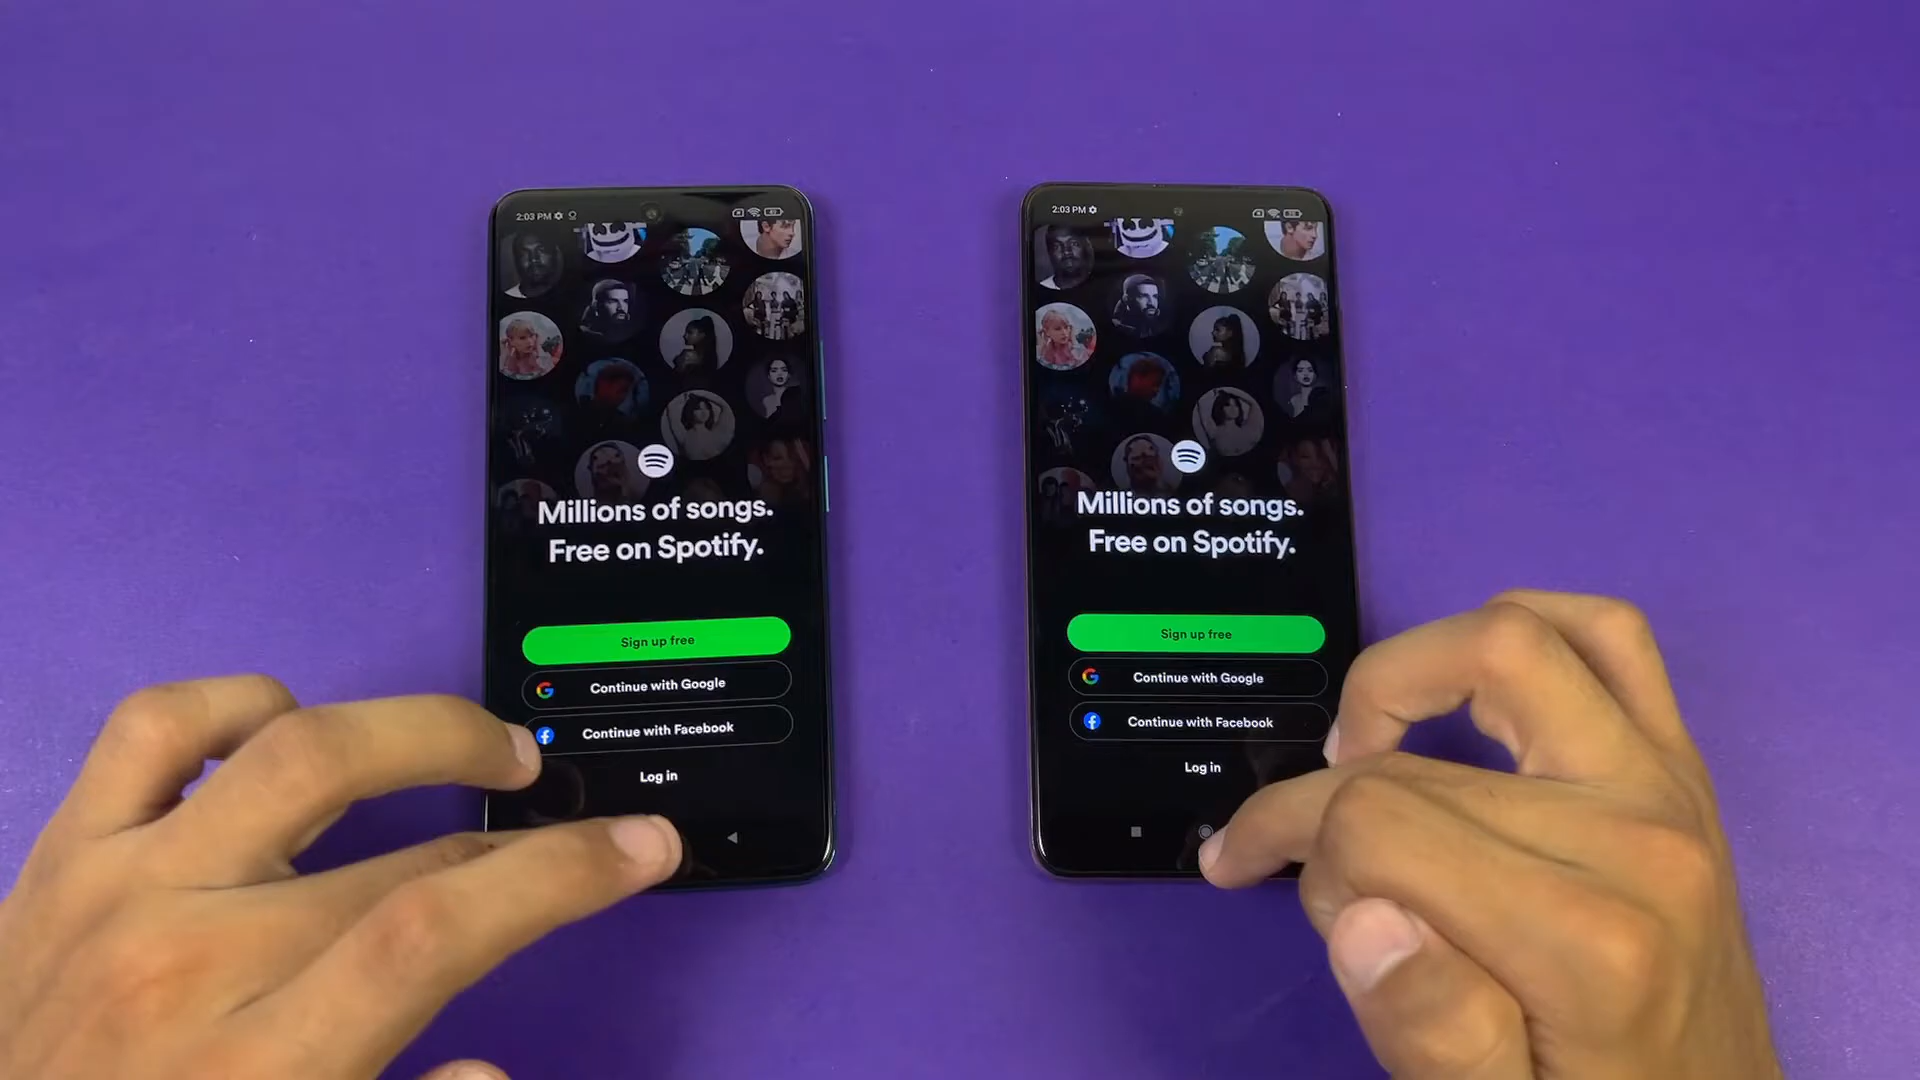 2:03 PM
Millions of songs.
Free on Spotify.
Sign up free
Continue with Google
Continue with Facebook
Log in
2:03 PM
Millions of songs.
Free on Spotify.
Sign up free
Continue with Google
Continue with Facebook
Log in